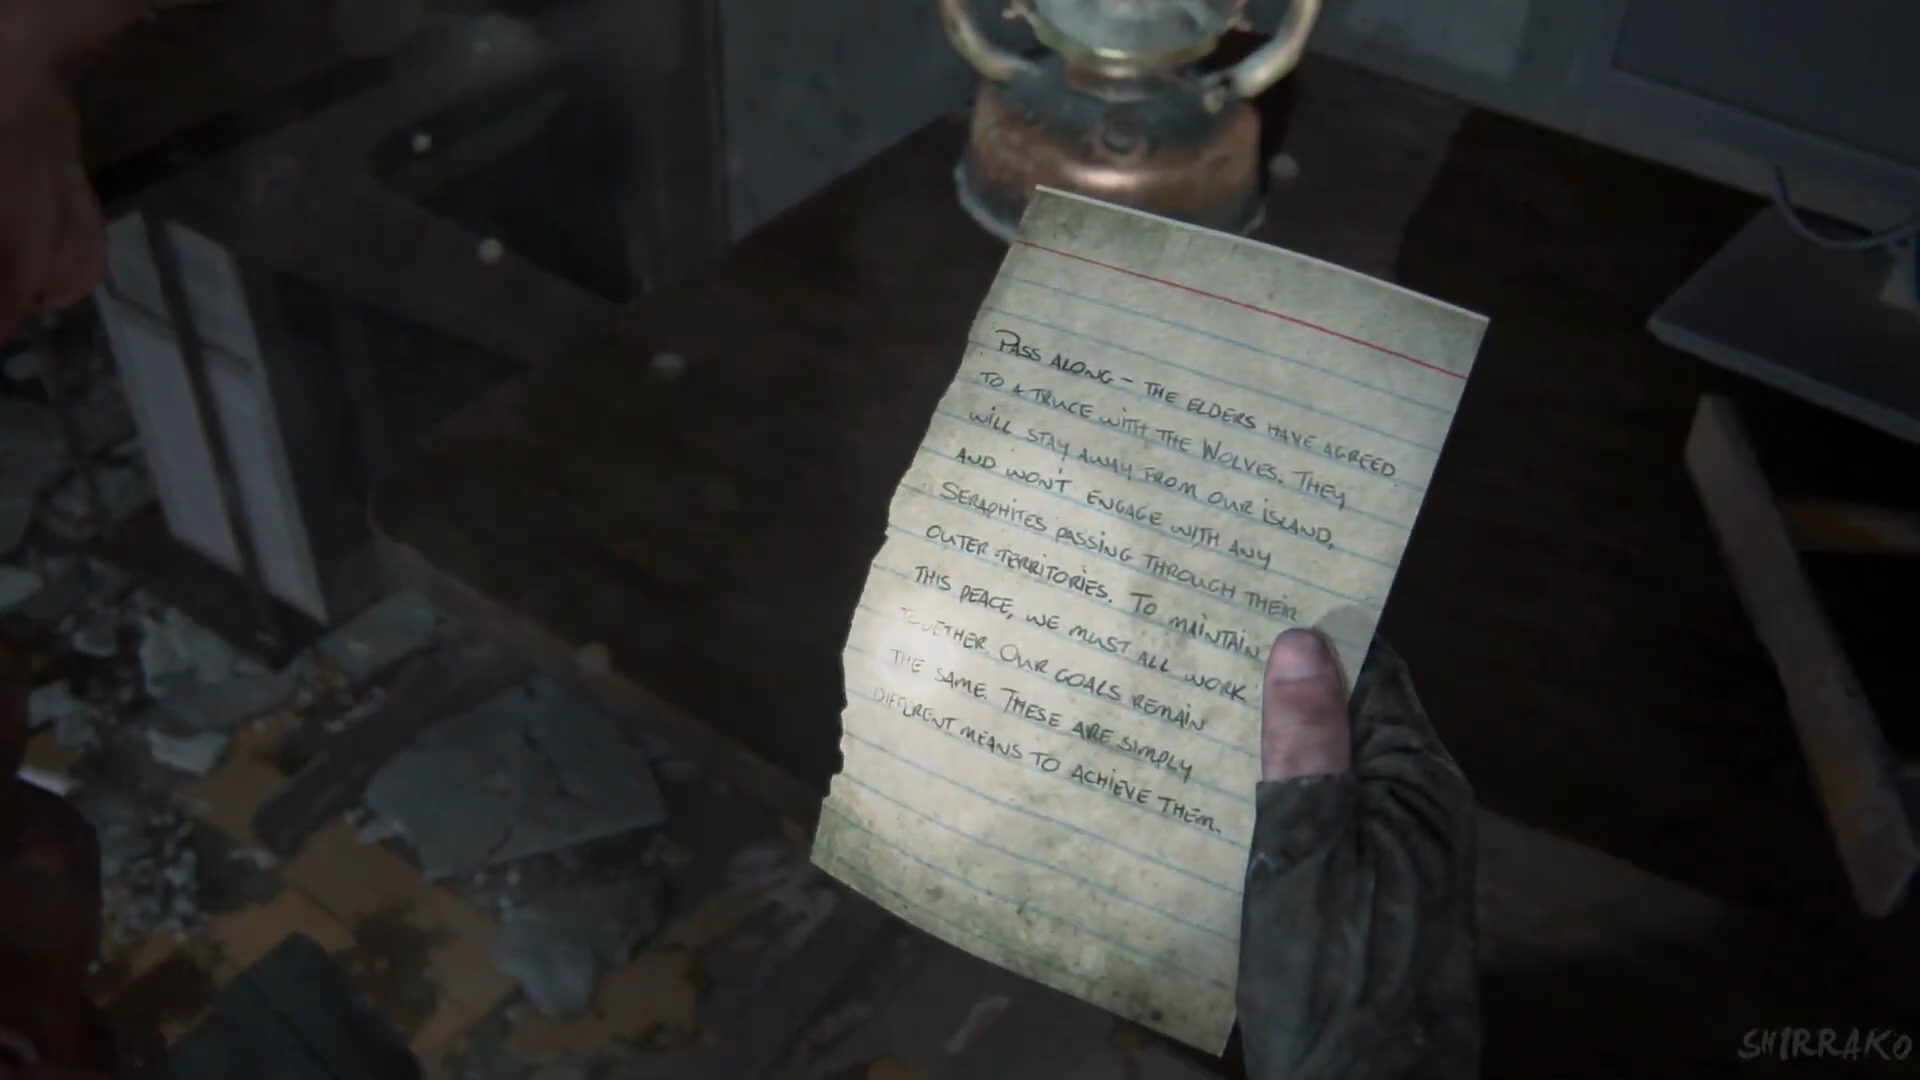 PASS ALONG – THE ELDERS HAVE AGREED
TO A TRUCE WITH THE WOLVES. THEY
WILL STAY AWAY FROM OUR ISLAND,
AND WON'T ENGAGE WITH ANY
SERAPHITES PASSING THROUGH THEIR
OUTER TERRITORIES. TO MAINTAIN
THIS PEACE, WE MUST ALL WORK
TOGETHER. OUR GOALS REMAIN
THE SAME. THESE ARE SIMPLY
DIFFERENT MEANS TO ACHIEVE THEM.
SHIRRAKO